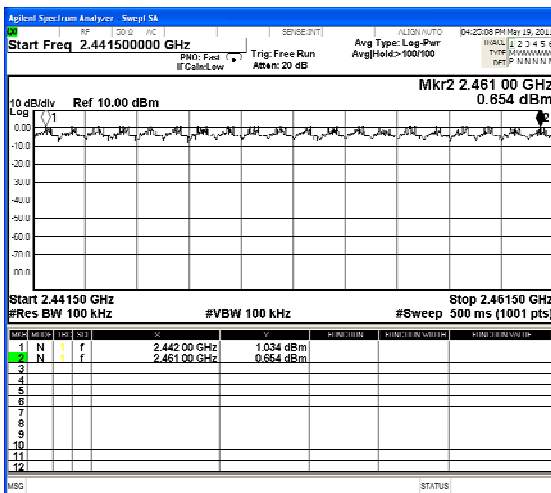 Agilent Spectrum Analyzer - Swept SA
RF 50 Ω AC SENSE:INT ALIGN AUTO 04:25:08 PM May 19, 201
Start Freq 2.441500000 GHz
PNO: Fast Trig: Free Run Avg Type: Log-Pwr TRACE 1 2 3 4 5 6
IFGain:Low Atten: 20 dB Avg|Hold:>100/100 TYPE
DET P N N N N N
Mkr2 2.461 00 GHz
0.654 dBm
10 dB/div Ref 10.00 dBm
Log
1
2
0.00
-10.0
-20.0
-30.0
-40.0
-50.0
-60.0
-70.0
Start 2.44150 GHz Stop 2.46150 GHz
#Res BW 100 kHz #VBW 100 kHz #Sweep 500 ms (1001 pts)
MKR MODE TRC SCL X Y FUNCTION FUNCTION WIDTH FUNCTION VALUE
1 N 1 f 2.442 00 GHz 1.034 dBm
2 N 1 f 2.461 00 GHz 0.654 dBm
3
4
5
6
7
8
9
10
11
12
MSG STATUS